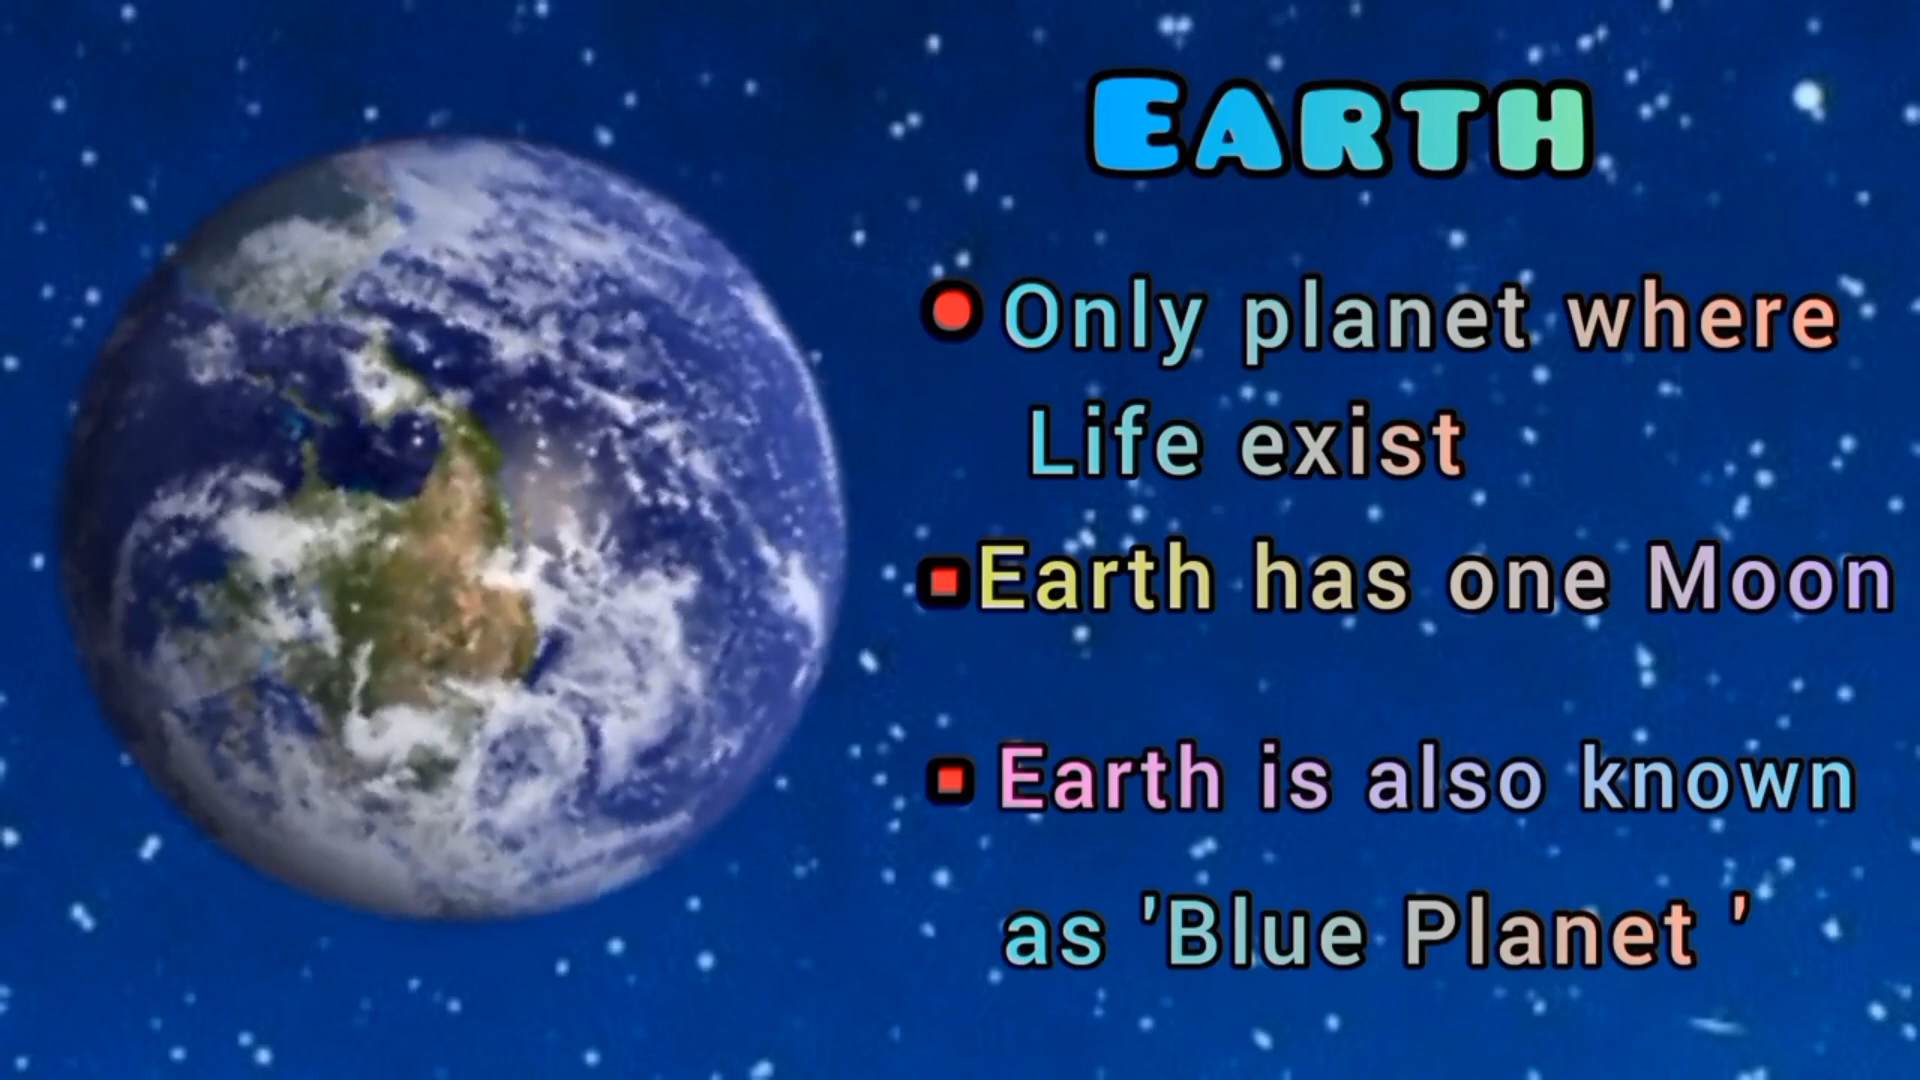 EARTH
Only planet where
Life exist
Earth has one Moon
Earth is also known
as 'Blue Planet '